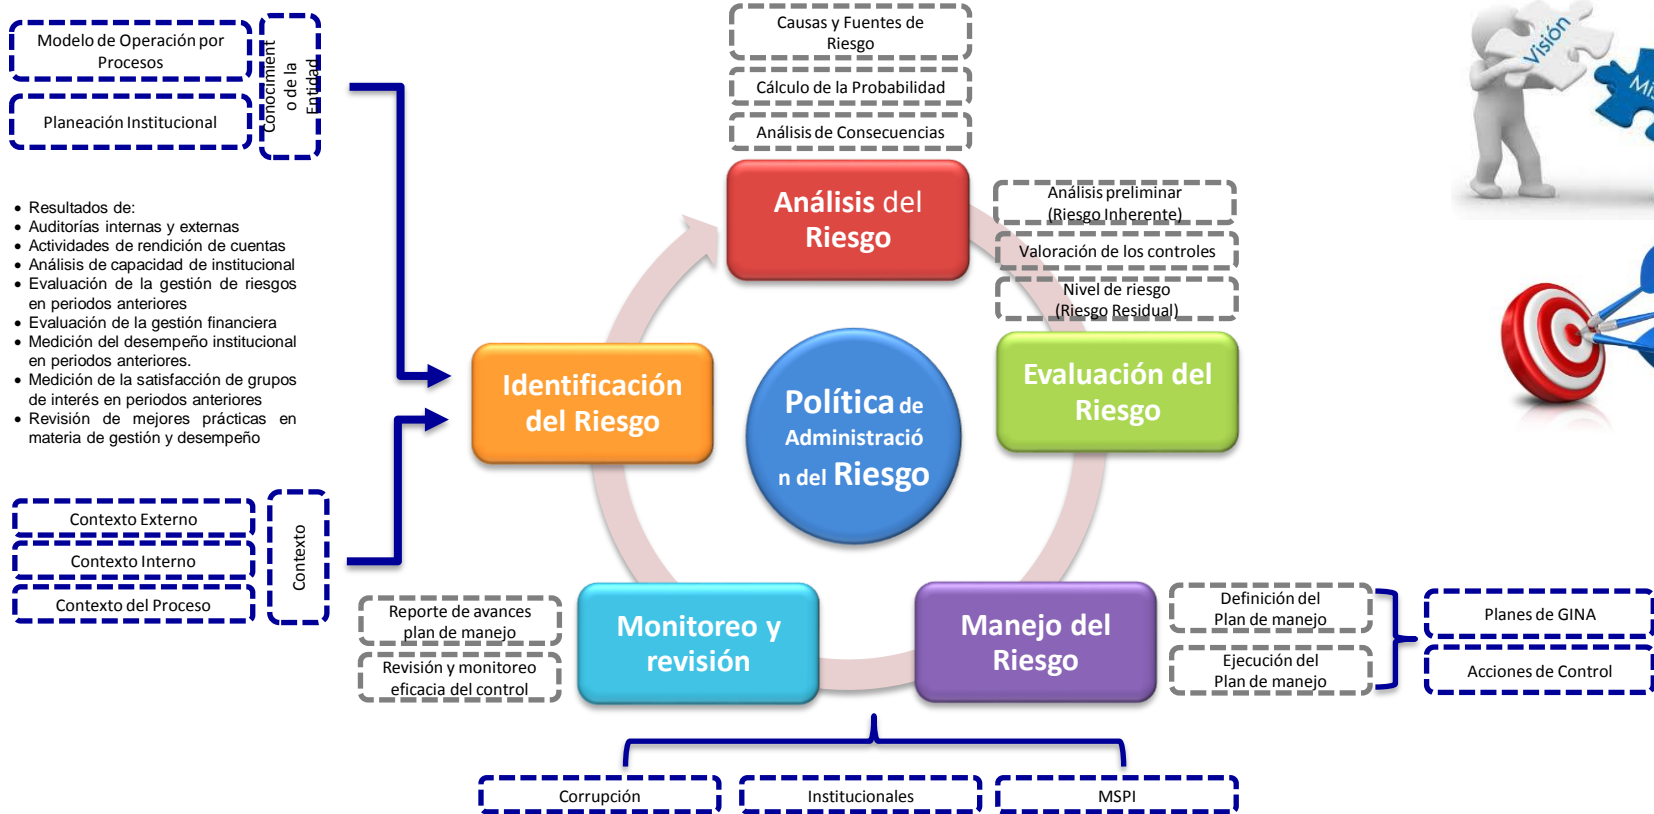 Modelo de Operación por
Procesos
Planeación Institucional
Conocimient
o de la
Entidad
• Resultados de:
• Auditorías internas y externas
• Actividades de rendición de cuentas
• Análisis de capacidad de institucional
• Evaluación de la gestión de riesgos
en periodos anteriores
• Evaluación de la gestión financiera
• Medición del desempeño institucional
en periodos anteriores.
• Medición de la satisfacción de grupos
de interés en periodos anteriores
• Revisión de mejores prácticas en
materia de gestión y desempeño
Contexto Externo
Contexto Interno
Contexto del Proceso
Contexto
Identificación
del Riesgo
Causas y Fuentes de
Riesgo
Cálculo de la Probabilidad
Análisis de Consecuencias
Análisis del
Riesgo
Análisis preliminar
(Riesgo Inherente)
Valoración de los controles
Nivel de riesgo
(Riesgo Residual)
Evaluación del
Riesgo
Política de
Administració
n del Riesgo
Reporte de avances
plan de manejo
Revisión y monitoreo
eficacia del control
Monitoreo y
revisión
Manejo del
Riesgo
Definición del
Plan de manejo
Ejecución del
Plan de manejo
Planes de GINA
Acciones de Control
Corrupción
Institucionales
MSPI
Visión